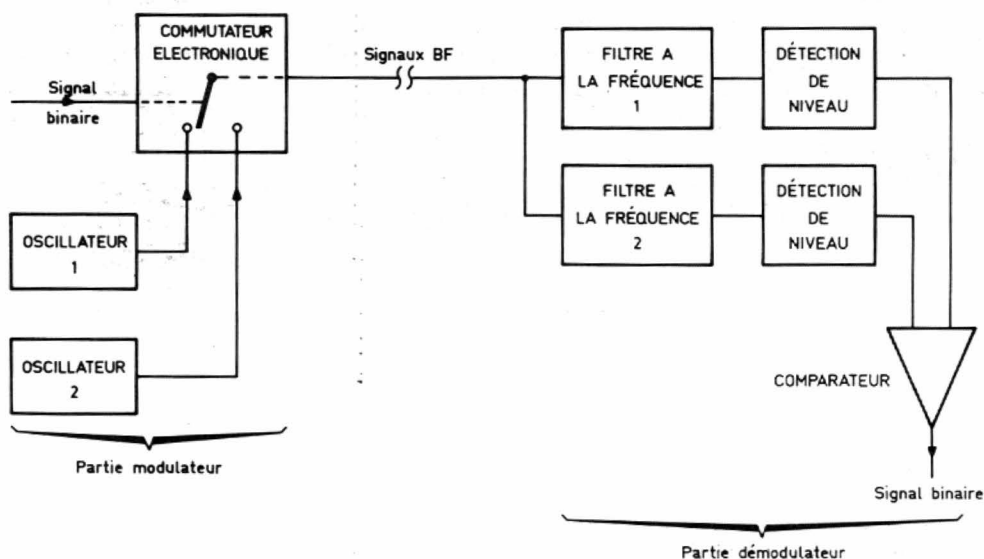 COMMUTATEUR
ELECTRONIQUE
Signal
binaire
Signaux BF
FILTRE A
LA FRÉQUENCE
1
DÉTECTION
DE
NIVEAU
FILTRE A
LA FRÉQUENCE
2
DÉTECTION
DE
NIVEAU
OSCILLATEUR
1
OSCILLATEUR
2
COMPARATEUR
Partie modulateur
Signal binaire
Partie démodulateur